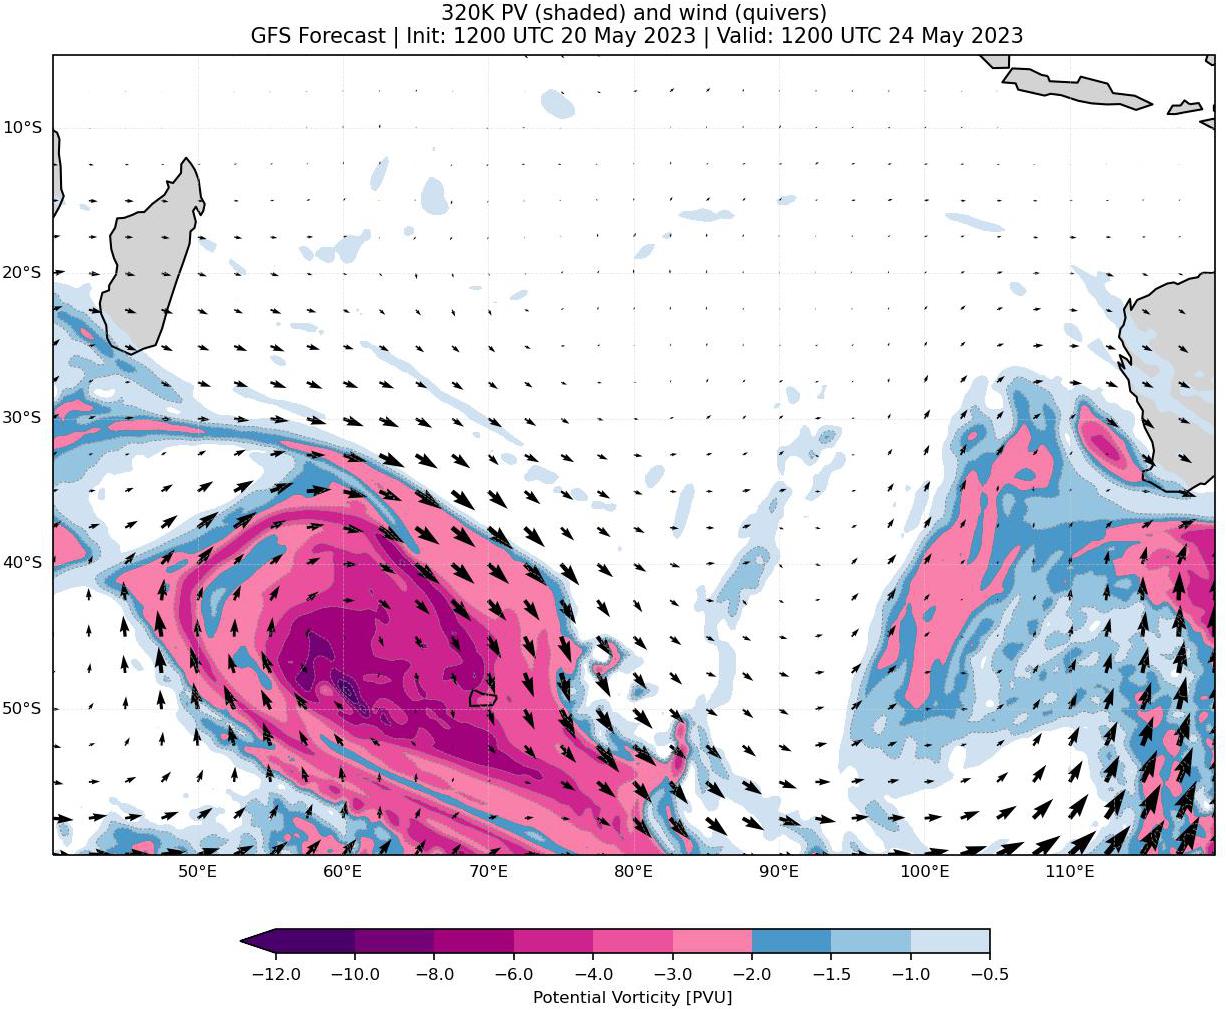 320K PV (shaded) and wind (quivers)
GFS Forecast | Init: 1200 UTC 20 May 2023 | Valid: 1200 UTC 24 May 2023
10°S
20°S
30°S
40°S
50°S
50°E 60°E 70°E 80°E 90°E 100°E 110°E
−12.0 −10.0 −8.0 −6.0 −4.0 −3.0 −2.0 −1.5 −1.0 −0.5
Potential Vorticity [PVU]